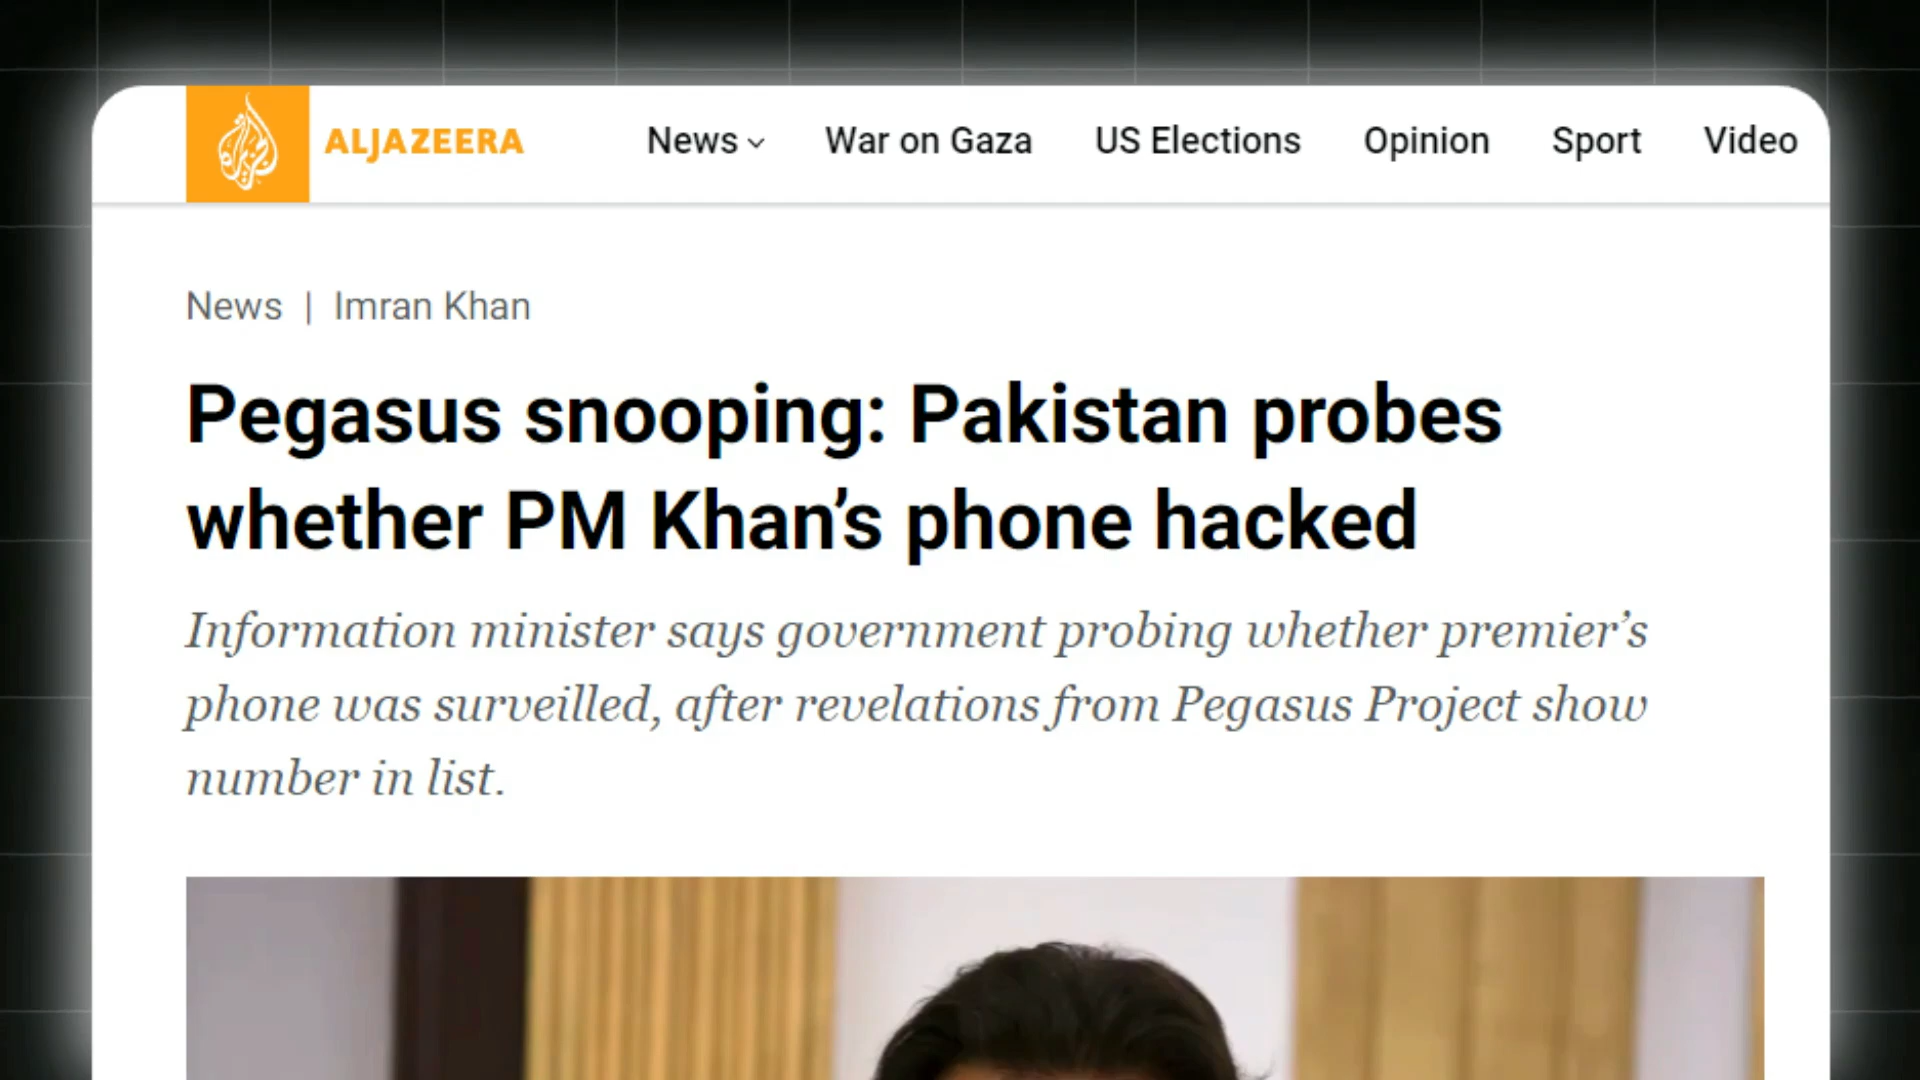 ALJAZEERA News War on Gaza US Elections Opinion Sport Video
News | Imran Khan
Pegasus snooping: Pakistan probes
whether PM Khan’s phone hacked
Information minister says government probing whether premier’s
phone was surveilled, after revelations from Pegasus Project show
number in list.